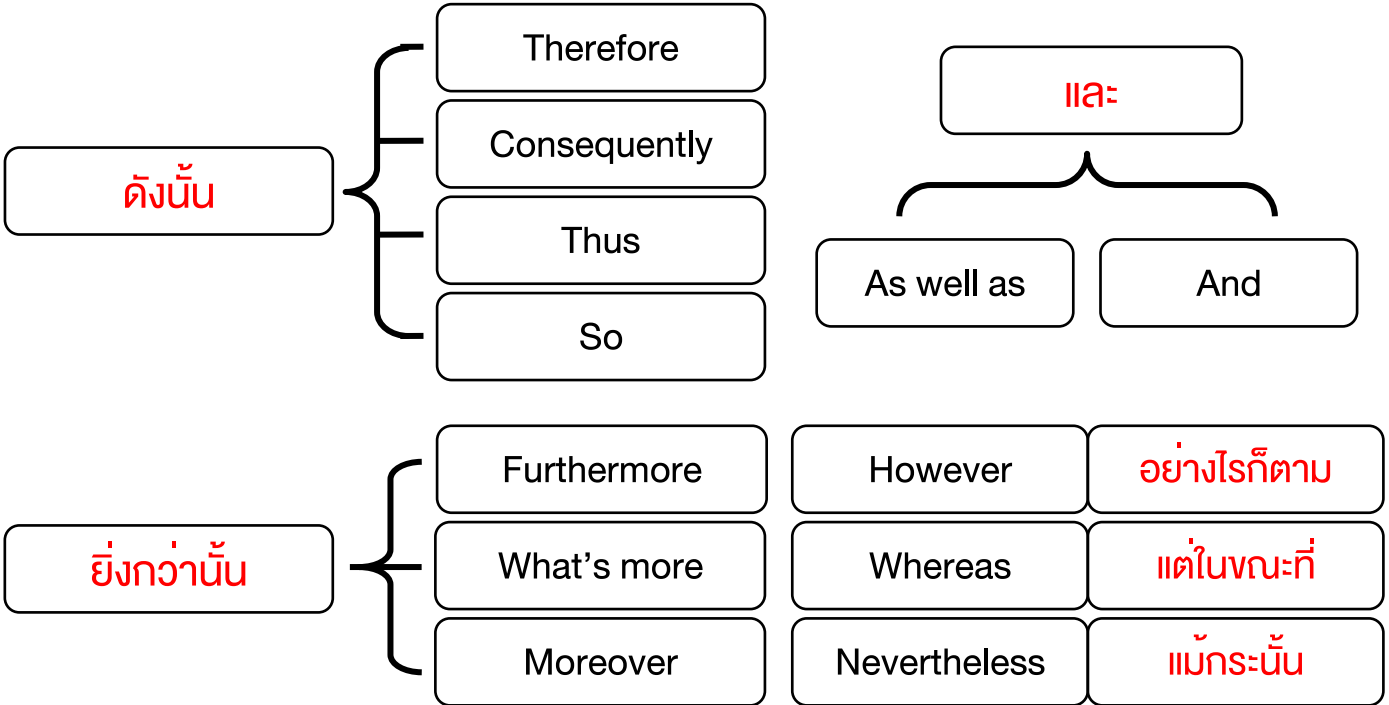 ดังนั้น
Therefore
Consequently
Thus
So
และ
As well as
And
ยิ่งกว่านั้น
Furthermore
What's more
Moreover
However
อย่างไรก็ตาม
Whereas
แต่ในขณะที่
Nevertheless
แม้กระนั้น